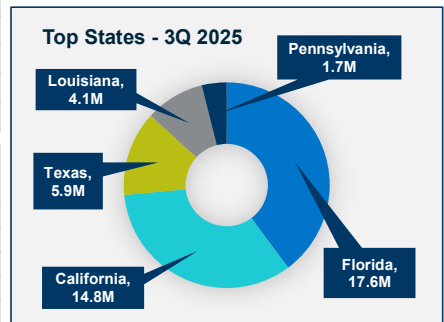 Top States - 3Q 2025
Pennsylvania,
1.7M
Louisiana,
4.1M
Texas,
5.9M
California,
14.8M
Florida,
17.6M